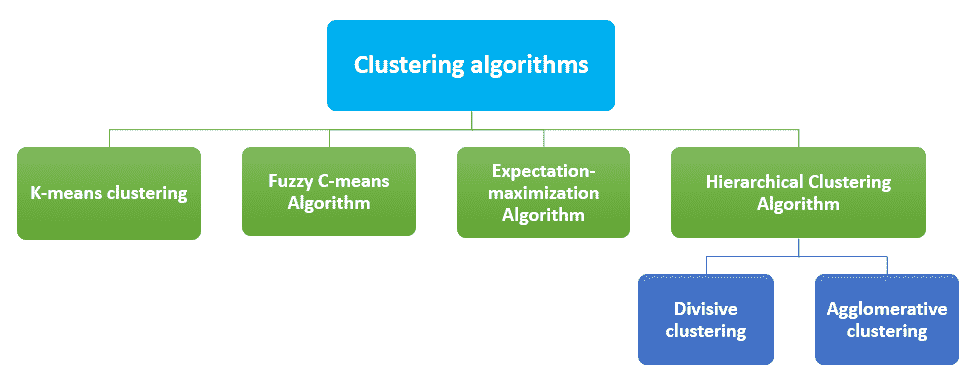 Clustering algorithms
K-means clustering
Fuzzy C-means
Algorithm
Expectation-
maximization
Algorithm
Hierarchical Clustering
Algorithm
Divisive
clustering
Agglomerative
clustering